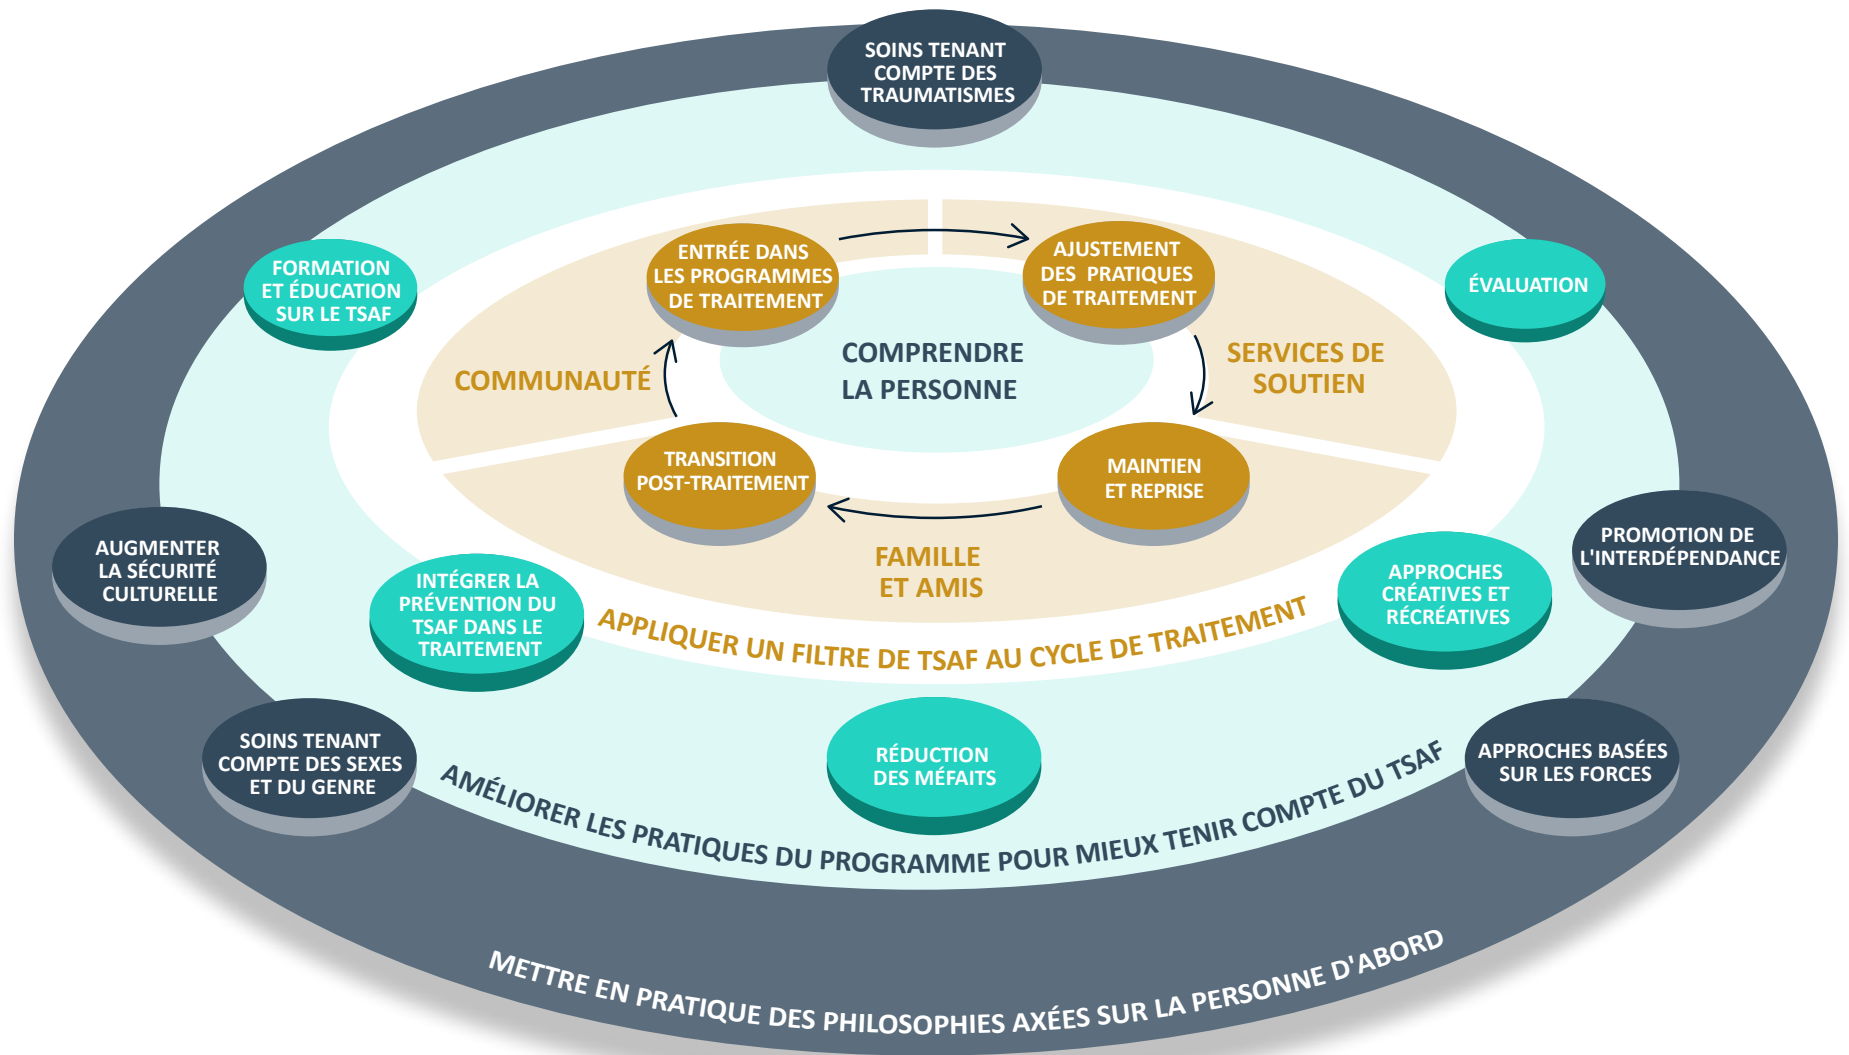 SOINS TENANT
COMPTE DES
TRAUMATISMES
FORMATION
ET ÉDUCATION
SUR LE TSAF
ENTRÉE DANS
LES PROGRAMMES
DE TRAITEMENT
AJUSTEMENT
DES PRATIQUES
DE TRAITEMENT
ÉVALUATION
COMMUNAUTÉ
COMPRENDRE
LA PERSONNE
SERVICES DE
SOUTIEN
TRANSITION
POST-TRAITEMENT
MAINTIEN
ET REPRISE
FAMILLE
ET AMIS
AUGMENTER
LA SÉCURITÉ
CULTURELLE
INTÉGRER LA
PRÉVENTION DU
TSAF DANS LE
TRAITEMENT
APPROCHES
CRÉATIVES ET
RÉCRÉATIVES
PROMOTION DE
L'INTERDÉPENDANCE
APPLIQUER UN FILTRE DE TSAF AU CYCLE DE TRAITEMENT
SOINS TENANT
COMPTE DES SEXES
ET DU GENRE
RÉDUCTION
DES MÉFAITS
APPROCHES BASÉES
SUR LES FORCES
AMÉLIORER LES PRATIQUES DU PROGRAMME POUR MIEUX TENIR COMPTE DU TSAF
METTRE EN PRATIQUE DES PHILOSOPHIES AXÉES SUR LA PERSONNE D'ABORD